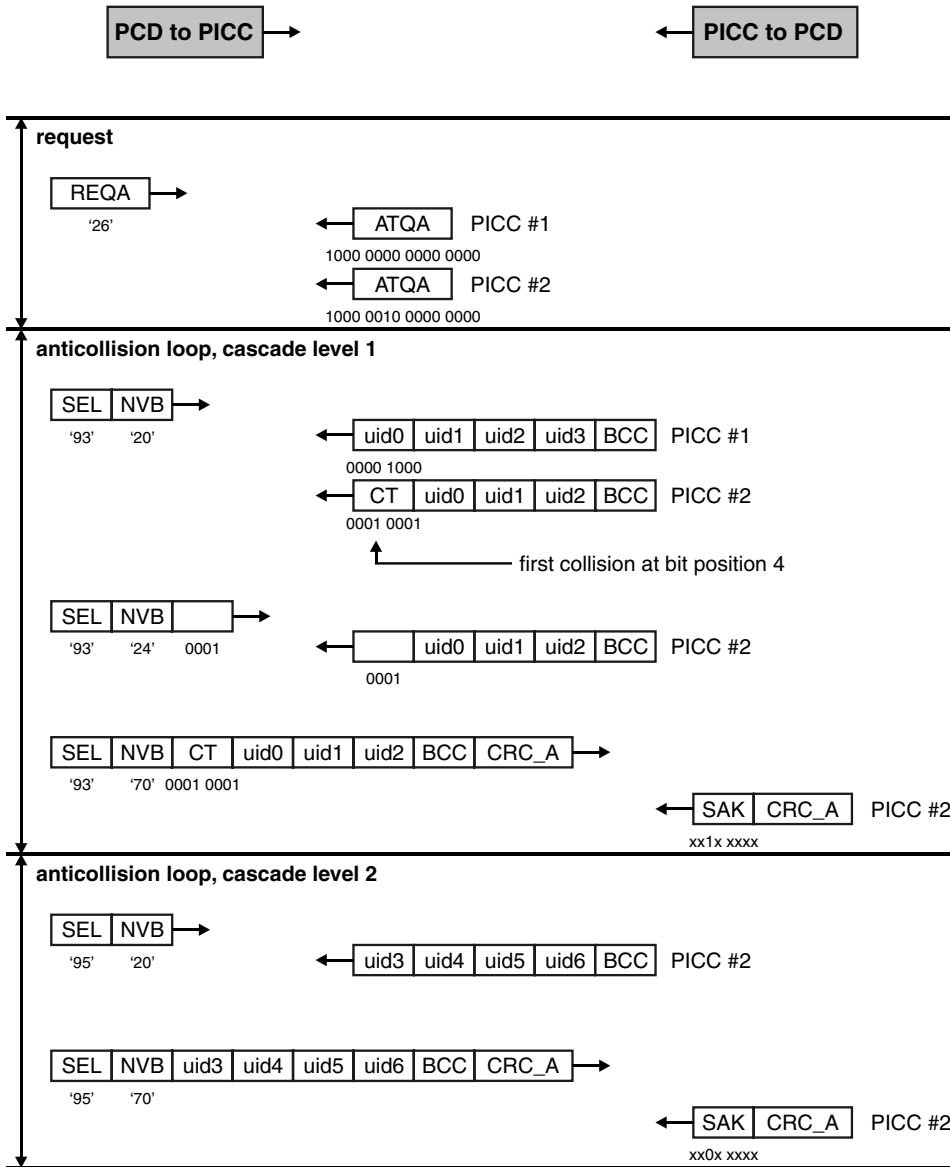 PCD to PICC PICC to PCD
request
REQA
‘26’
ATQA PICC #1
1000 0000 0000 0000
ATQA PICC #2
1000 0010 0000 0000
anticollision loop, cascade level 1
SEL NVB
‘93’ ‘20’
uid0 uid1 uid2 uid3 BCC PICC #1
0000 1000
CT uid0 uid1 uid2 BCC PICC #2
0001 0001
first collision at bit position 4
SEL NVB
‘93’ ‘24’ 0001
uid0 uid1 uid2 BCC PICC #2
0001
SEL NVB CT uid0 uid1 uid2 BCC CRC_A
‘93’ ‘70’ 0001 0001
SAK CRC_A PICC #2
xx1x xxxx
anticollision loop, cascade level 2
SEL NVB
‘95’ ‘20’
uid3 uid4 uid5 uid6 BCC PICC #2
SEL NVB uid3 uid4 uid5 uid6 BCC CRC_A
‘95’ ‘70’
SAK CRC_A PICC #2
xx0x xxxx